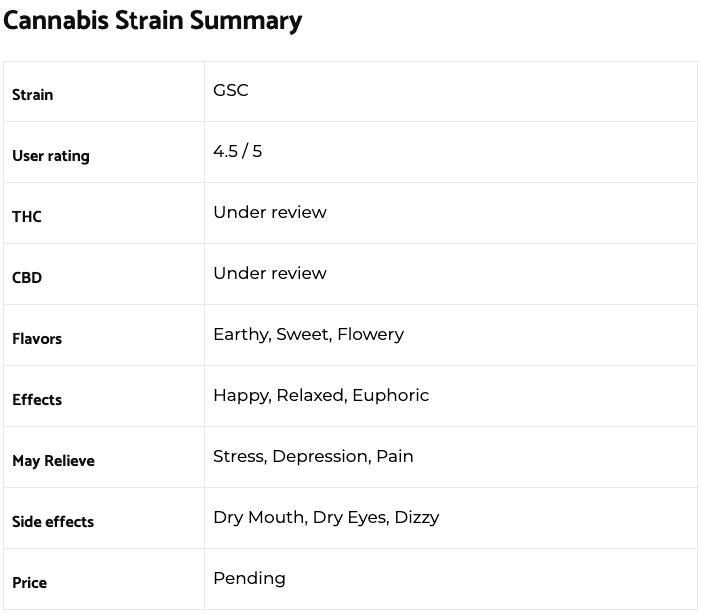 Cannabis Strain Summary
Strain GSC
User rating 4.5 / 5
THC Under review
CBD Under review
Flavors Earthy, Sweet, Flowery
Effects Happy, Relaxed, Euphoric
May Relieve Stress, Depression, Pain
Side effects Dry Mouth, Dry Eyes, Dizzy
Price Pending